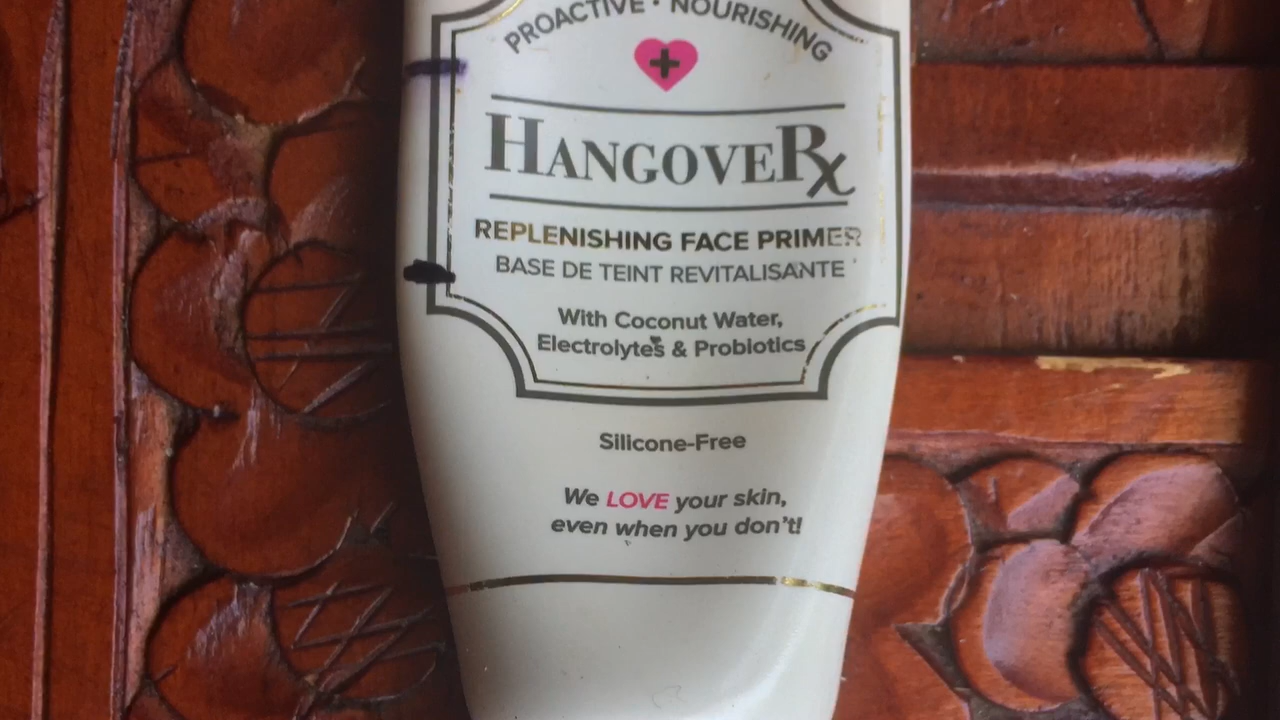 PROACTIVE · NOURISHING
HANGOVERx
REPLENISHING FACE PRIMER
BASE DE TEINT REVITALISANTE
With Coconut Water,
Electrolytes & Probiotics
Silicone-Free
We LOVE your skin,
even when you don't!